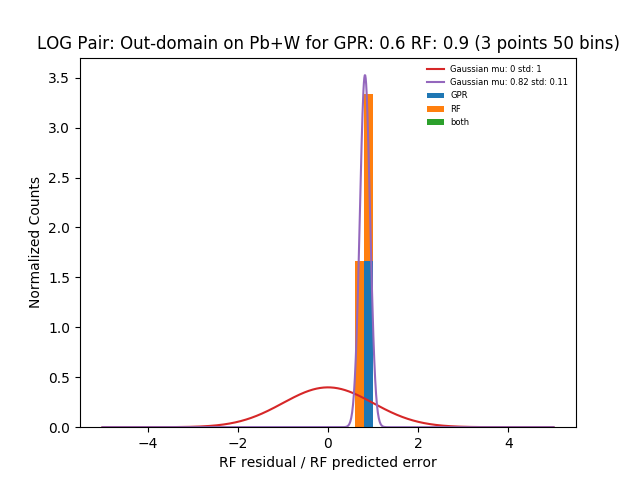 LOG Pair: Out-domain on Pb+W for GPR: 0.6 RF: 0.9 (3 points 50 bins)
Gaussian mu: 0 std: 1
Gaussian mu: 0.82 std: 0.11
GPR
RF
both
Normalized Counts
3.5
3.0
2.5
2.0
1.5
1.0
0.5
0.0
−4
−2
0
2
4
RF residual / RF predicted error